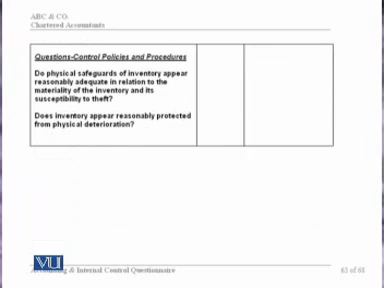 ABC & CO.
Chartered Accountants
Questions-Control Policies and Procedures
Do physical safeguards of inventory appear
reasonably adequate in relation to the
materiality of the inventory and its
susceptibility to theft?
Does inventory appear reasonably protected
from physical deterioration?
VU
Accounting & Internal Control Questionnaire
61 of 61